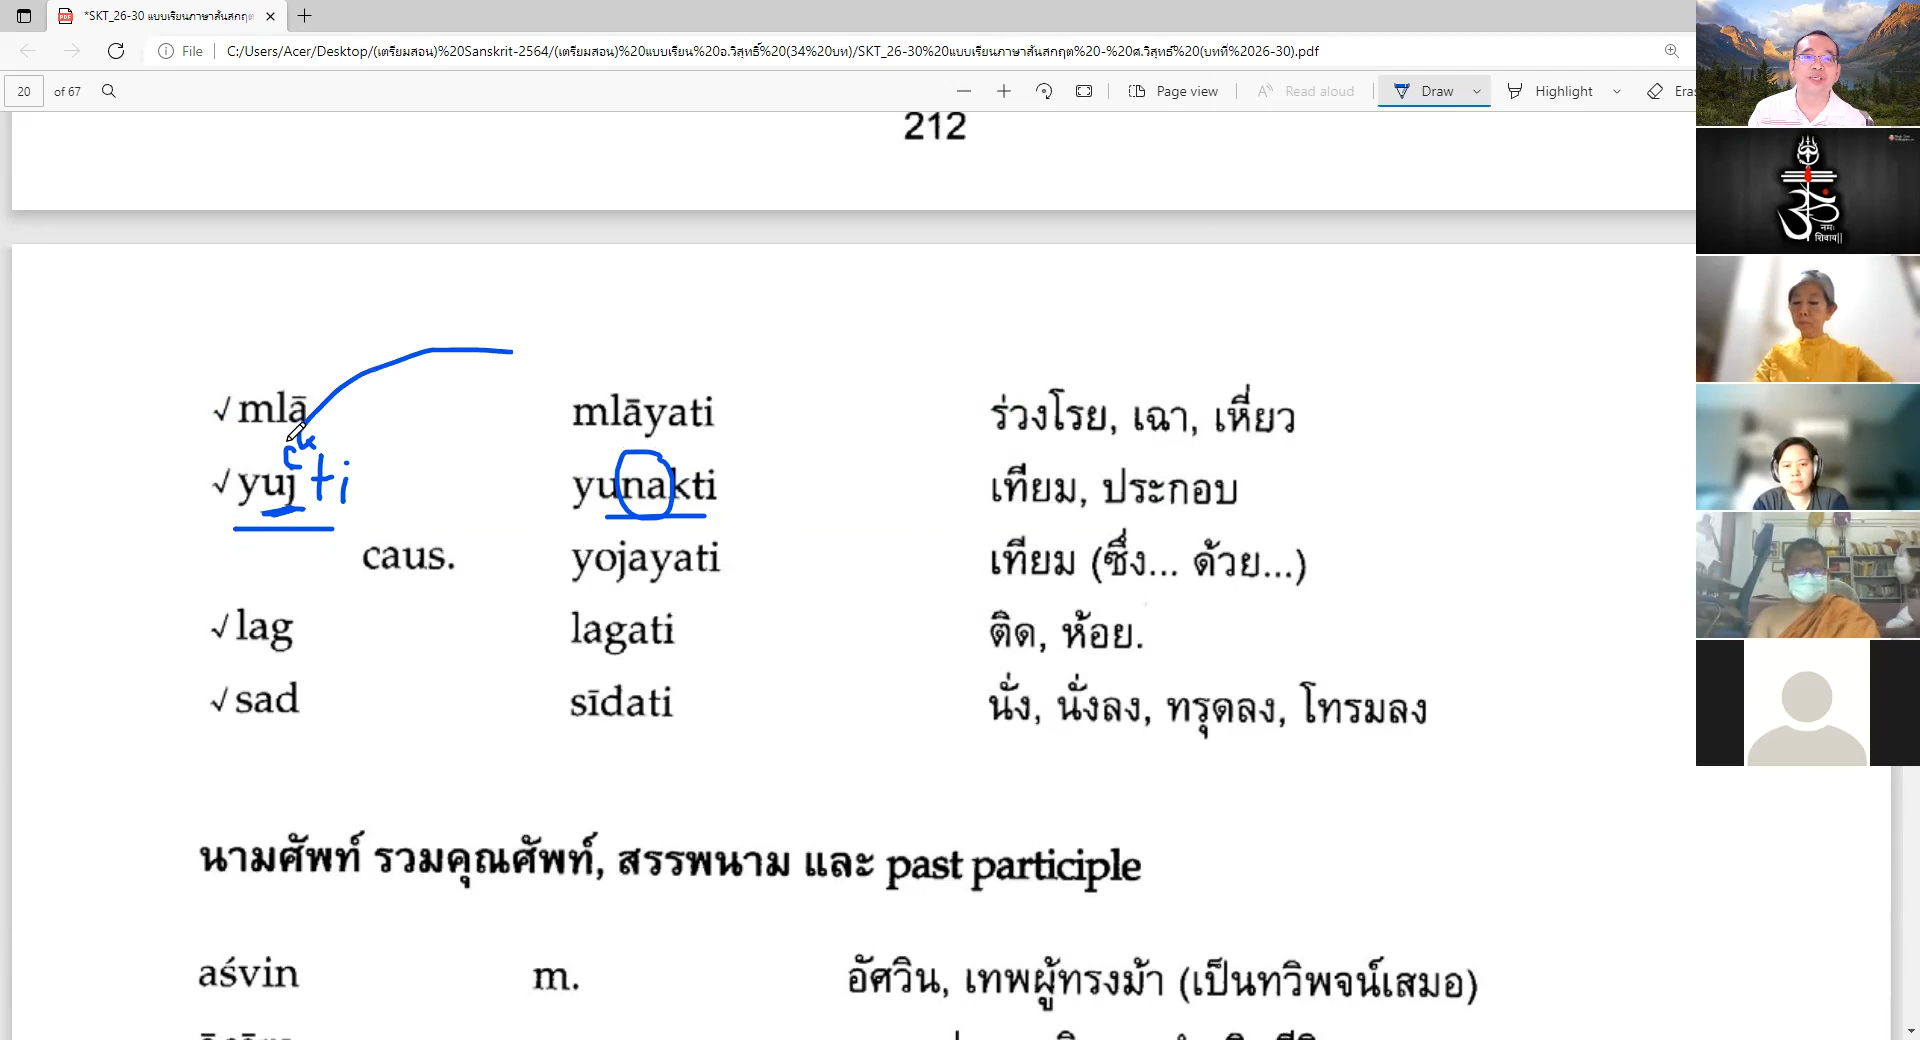 *SKT_26-30 แบบเรียนภาษาสันสกฤต
File C:/Users/Acer/Desktop/(เตรียมสอน)%20Sanskrit-2564/(เตรียมสอน)%20แบบเรียน%20อ.วิสุทธิ์%20(34%20บท)/SKT_26-30%20แบบเรียนภาษาสันสกฤต%20-%20ศ.วิสุทธ์%20(บทที่%2026-30).pdf
20 of 67 Page view Read aloud Draw Highlight Eras
212
√mlā mlāyati ร่วงโรย, เฉา, เหี่ยว
√yuj ti yunakti เทียม, ประกอบ
caus. yojayati เทียม (ซึ่ง... ด้วย...)
√lag lagati ติด, ห้อย.
√sad sīdati นั่ง, นั่งลง, ทรุดลง, โทรมลง
นามศัพท์ รวมคุณศัพท์, สรรพนาม และ past participle
aśvin m. อัศวิน, เทพผู้ทรงม้า (เป็นทวิพจน์เสมอ)
नमः
शिवाय||